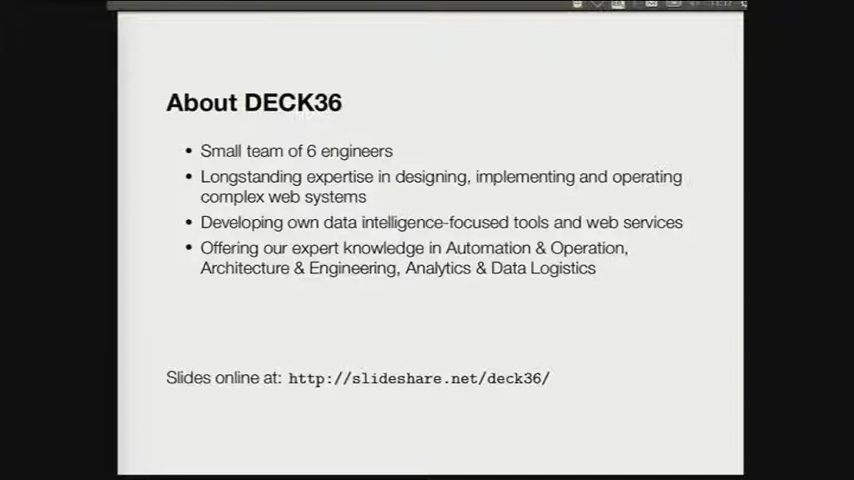 About DECK36
• Small team of 6 engineers
• Longstanding expertise in designing, implementing and operating
complex web systems
• Developing own data intelligence-focused tools and web services
• Offering our expert knowledge in Automation & Operation,
Architecture & Engineering, Analytics & Data Logistics
Slides online at: http://slideshare.net/deck36/